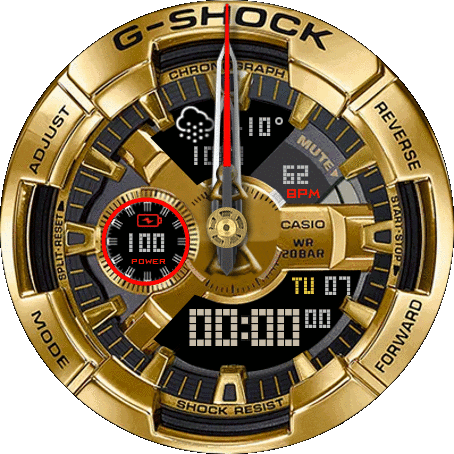 G-SHOCK
CHRONOGRAPH
ADJUST
REVERSE
-10°
MUTE
62
BPM
SPLIT-RESET
START-STOP
100
POWER
CASIO
WR
20BAR
TU 07
00:00 00
MODE
FORWARD
SHOCK RESIST